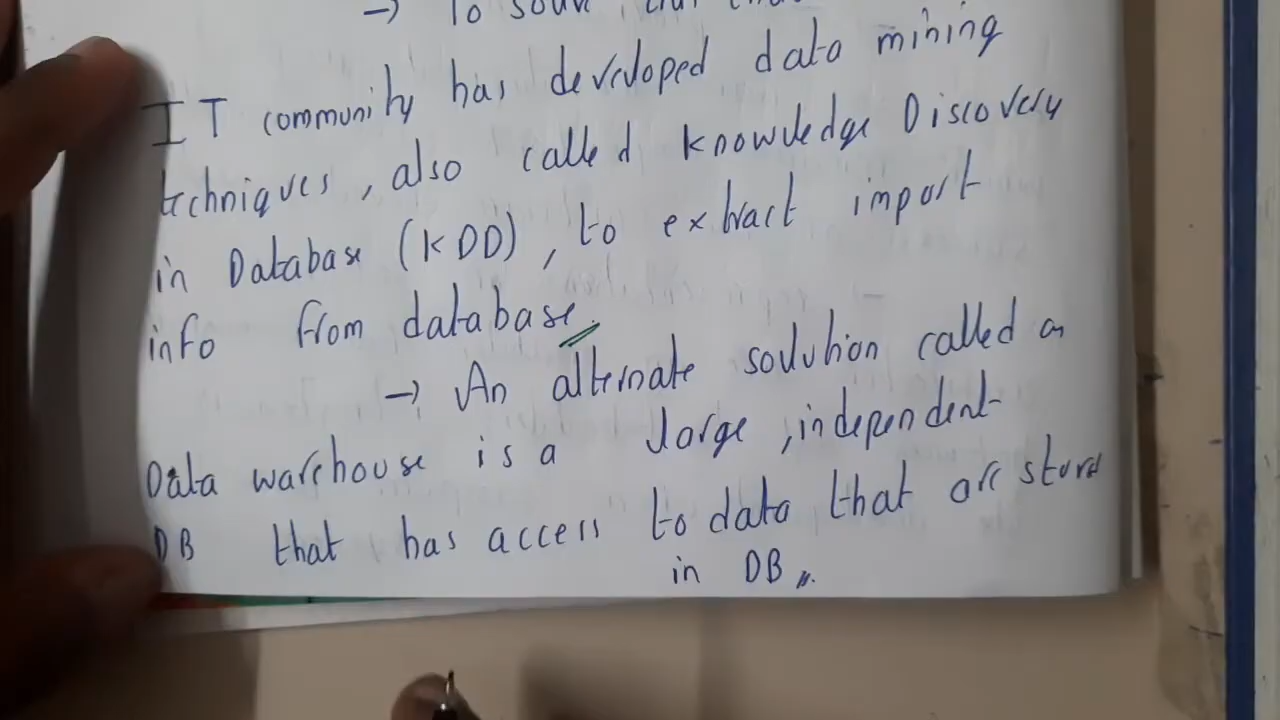 → To solve
IT community has developed data mining
techniques, also called Knowledge Discovery
in Database (KDD), to extract import
info from database.
→ An alternate solution called a
Data warehouse is a large, independent
DB that has access to data that are stored
in DB